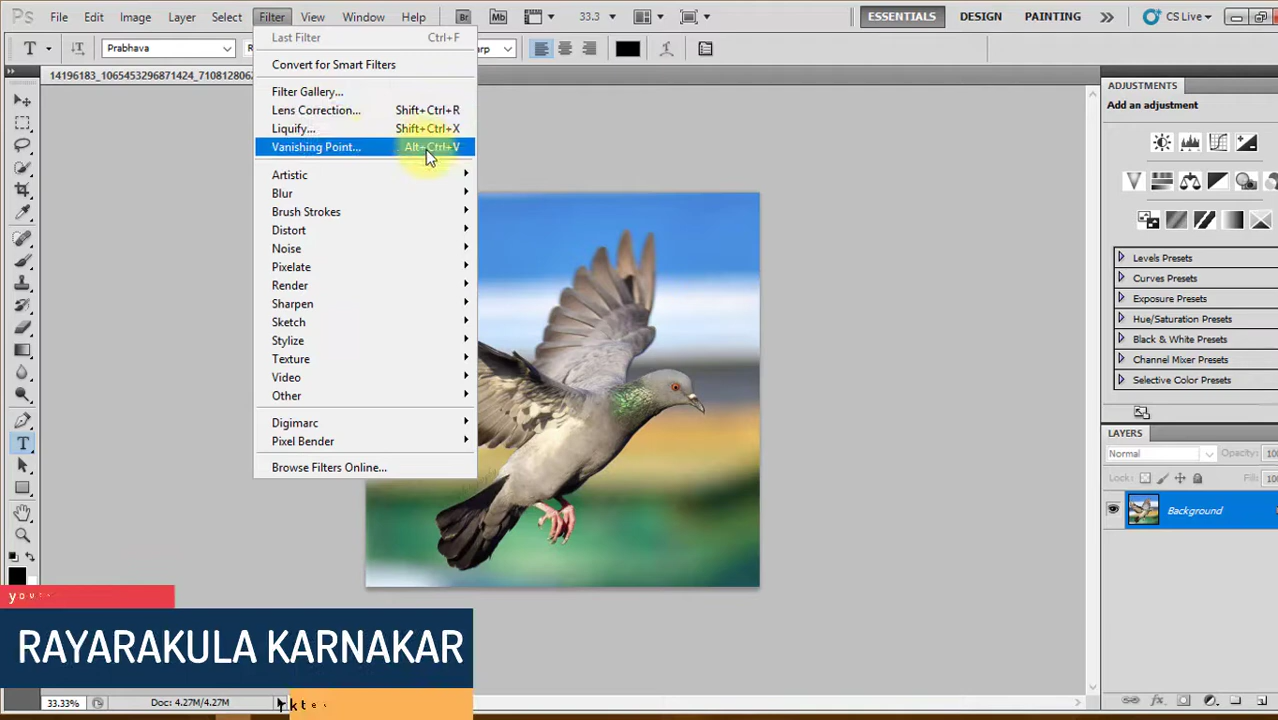 Ps File Edit Image Layer Select Filter View Window Help Br Mb 33.3 ESSENTIALS DESIGN PAINTING CS Live
T Prabhava
14196183_1065453296871424_710812806
Last Filter Ctrl+F
Convert for Smart Filters
Filter Gallery...
Lens Correction... Shift+Ctrl+R
Liquify... Shift+Ctrl+X
Vanishing Point... Alt+Ctrl+V
Artistic
Blur
Brush Strokes
Distort
Noise
Pixelate
Render
Sharpen
Sketch
Stylize
Texture
Video
Other
Digimarc
Pixel Bender
Browse Filters Online...
ADJUSTMENTS
Add an adjustment
Levels Presets
Curves Presets
Exposure Presets
Hue/Saturation Presets
Black & White Presets
Channel Mixer Presets
Selective Color Presets
LAYERS
Normal Opacity: 100
Lock: Fill: 100
Background
RAYARAKULA KARNAKAR
33.33% Doc: 4.27M/4.27M